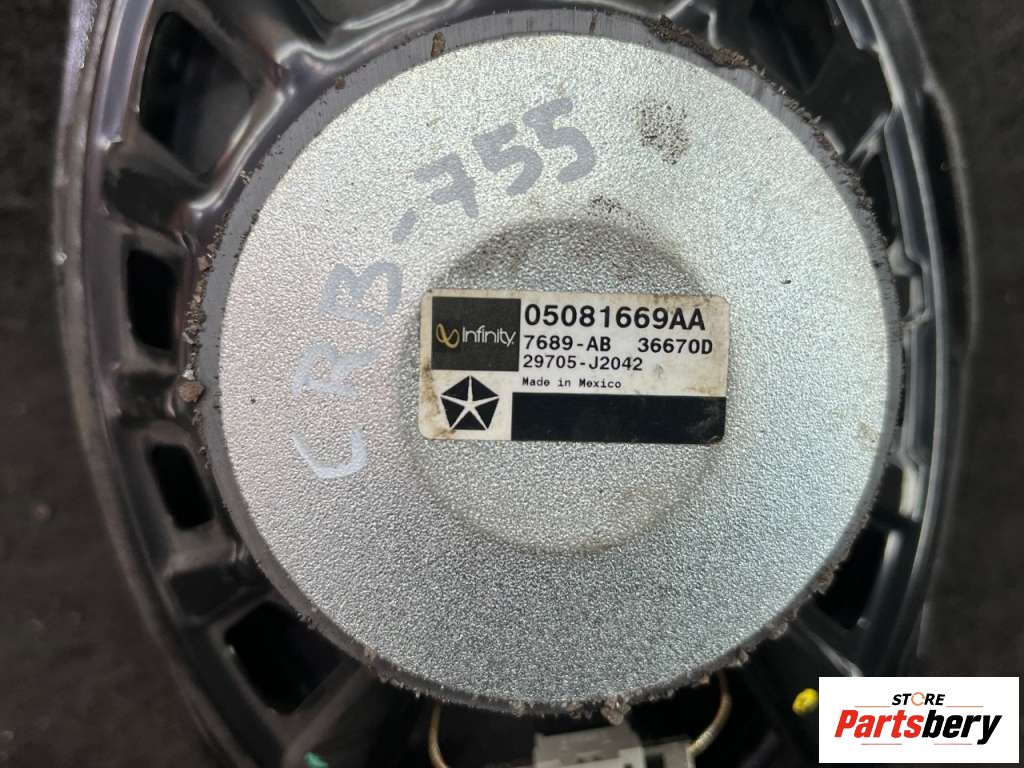 CRB-755
Infinity
05081669AA
7689-AB 36670D
29705-J2042
Made in Mexico
STORE
Partsbery